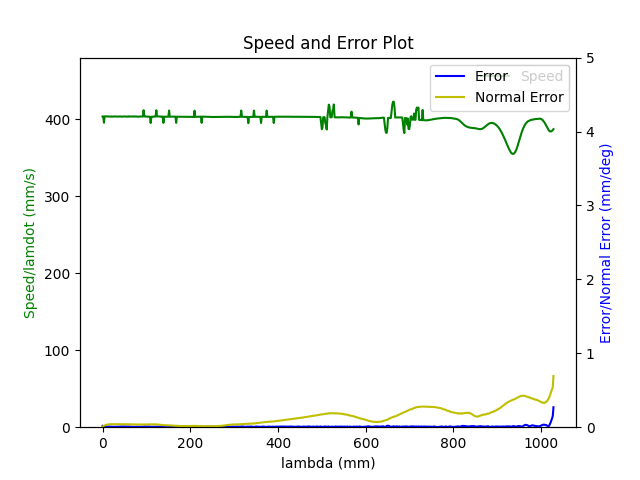 Speed and Error Plot
Error
Speed
Normal Error
Speed/lamdot (mm/s)
400
300
200
100
0
5
4
3
2
1
0
Error/Normal Error (mm/deg)
0
200
400
600
800
1000
lambda (mm)